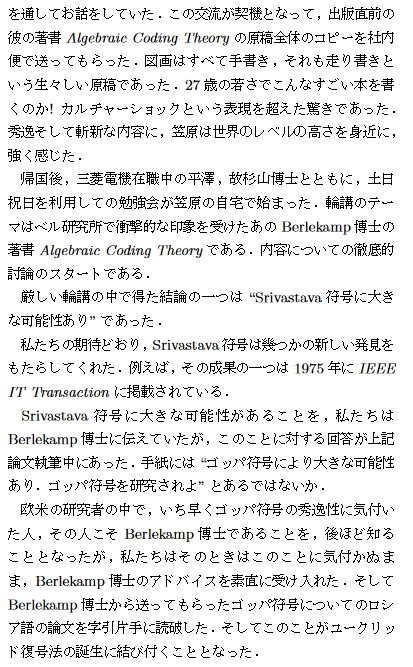 を通してお話をしていた．この交流が契機となって，出版直前の
彼の著書 Algebraic Coding Theory の原稿全体のコピーを社内
便で送ってもらった．図画はすべて手書き，それも走り書きと
いう生々しい原稿であった．27 歳の若さでこんなすごい本を書
くのか! カルチャーショックという表現を超えた驚きであった．
秀逸そして斬新な内容に，笠原は世界のレベルの高さを身近に，
強く感じた．
帰国後，三菱電機在職中の平澤，故杉山博士とともに，土日
祝日を利用しての勉強会が笠原の自宅で始まった．輪講のテー
マはベル研究所で衝撃的な印象を受けたあの Berlekamp 博士の
著書 Algebraic Coding Theory である．内容についての徹底的
討論のスタートである．
厳しい輪講の中で得た結論の一つは “Srivastava 符号に大き
な可能性あり” であった．
私たちの期待どおり，Srivastava 符号は幾つかの新しい発見を
もたらしてくれた．例えば，その成果の一つは 1975 年に IEEE
IT Transaction に掲載されている．
Srivastava 符号に大きな可能性があることを，私たちは
Berlekamp 博士に伝えていたが，このことに対する回答が上記
論文執筆中にあった．手紙には “ゴッパ符号により大きな可能性
あり．ゴッパ符号を研究されよ” とあるではないか．
欧米の研究者の中で，いち早くゴッパ符号の秀逸性に気付い
た人，その人こそ Berlekamp 博士であることを，後ほど知る
こととなったが，私たちはそのときはこのことに気付かぬま
ま，Berlekamp 博士のアドバイスを素直に受け入れた．そして
Berlekamp 博士から送ってもらったゴッパ符号についてのロシ
ア語の論文を字引片手に読破した．そしてこのことがユークリッ
ド復号法の誕生に結び付くこととなった．